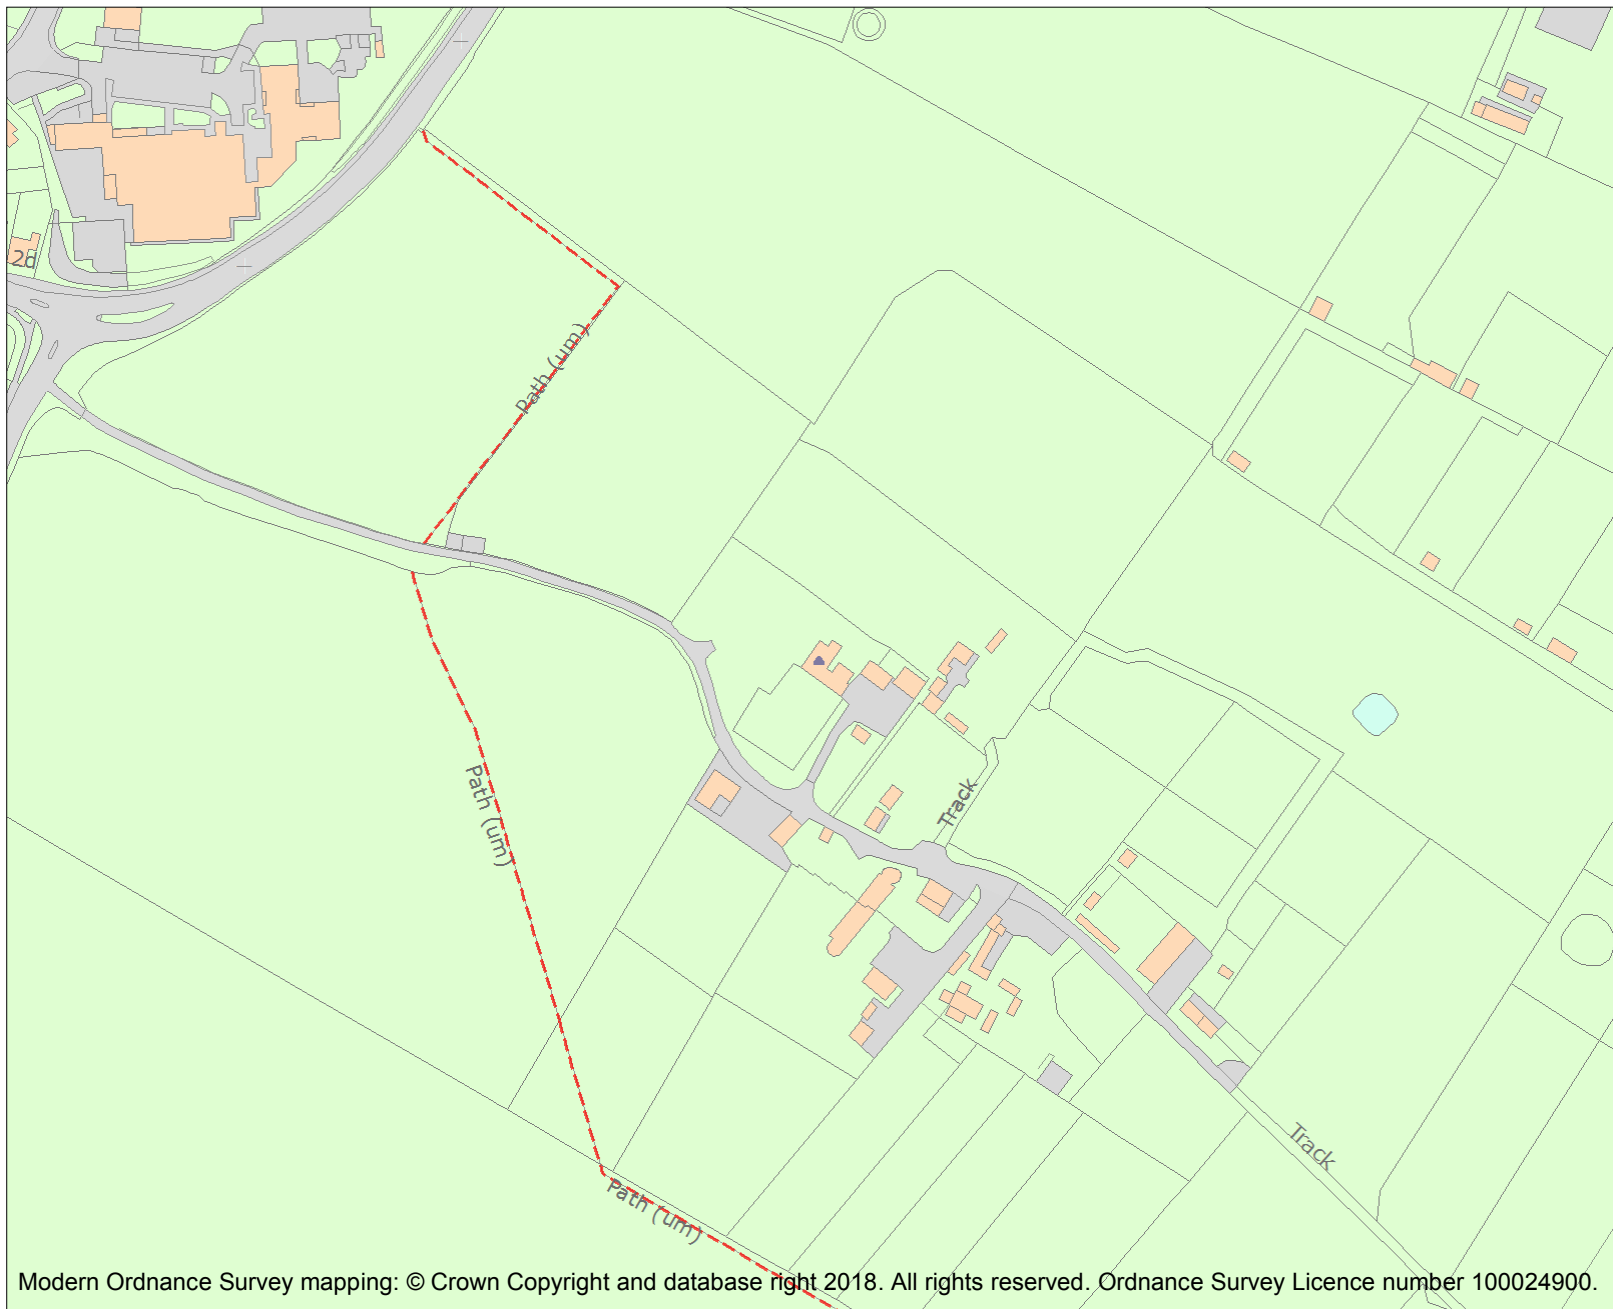 2d
Path (um)
Path (um)
Track
Track
Path (um)
Modern Ordnance Survey mapping: © Crown Copyright and database right 2018. All rights reserved. Ordnance Survey Licence number 100024900.